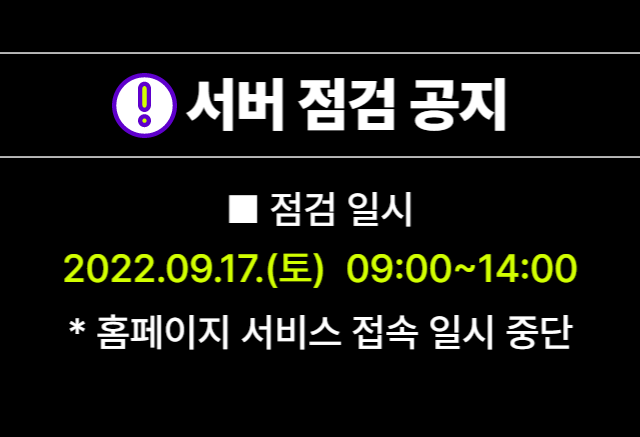 서버 점검 공지
■ 점검 일시
2022.09.17.(토) 09:00~14:00
* 홈페이지 서비스 접속 일시 중단